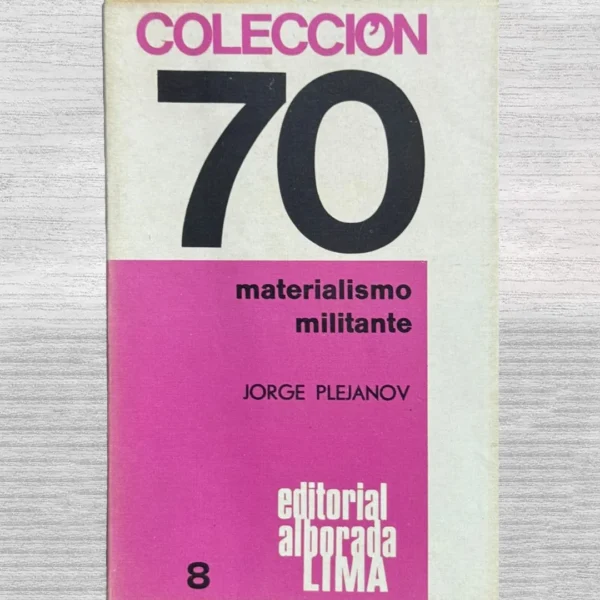 COLECCIÓN
70
materialismo
militante
JORGE PLEJANOV
editorial
alborada
LIMA
8